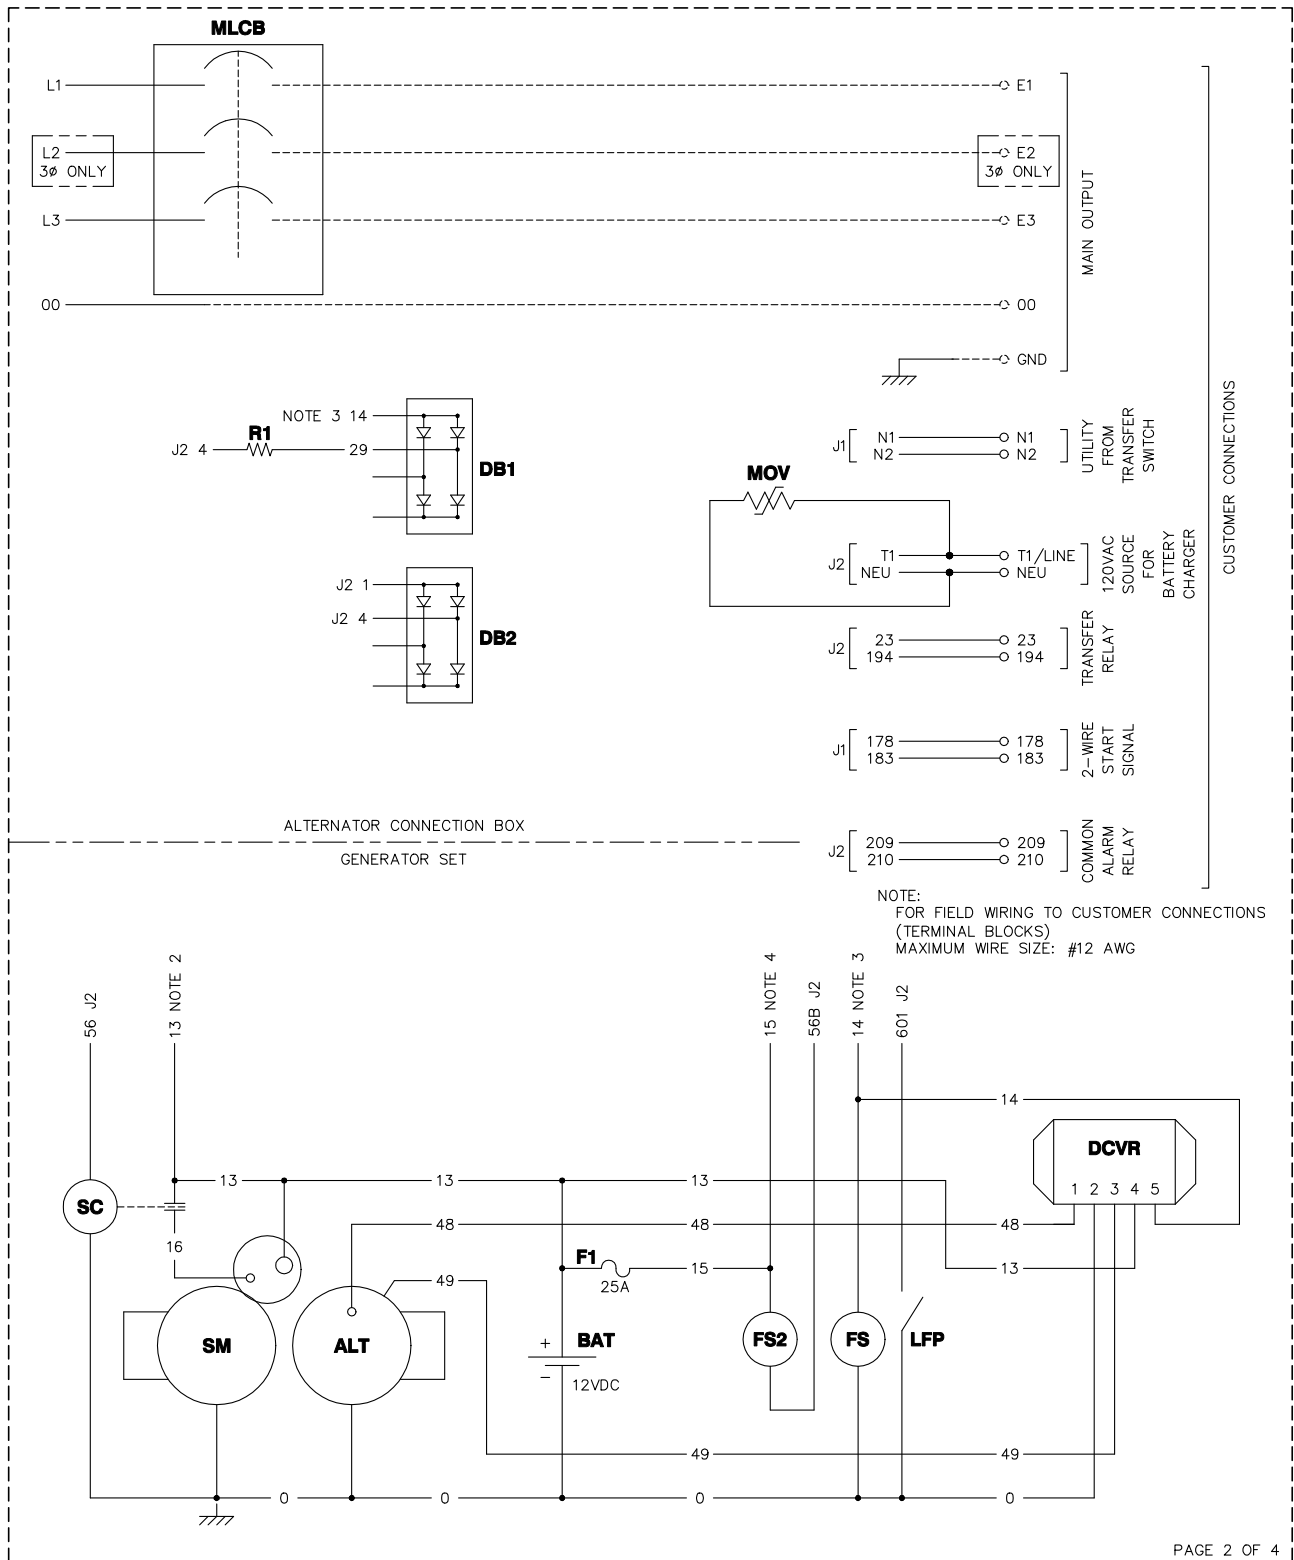 MLCB
L1
E1
L2
3ø ONLY
E2
3ø ONLY
L3
E3
MAIN OUTPUT
00
00
GND
CUSTOMER CONNECTIONS
NOTE 3 14
R1
J2 4
29
DB1
J1
N1
N2
N1
N2
UTILITY
FROM
TRANSFER
SWITCH
MOV
J2
T1
NEU
T1/LINE
NEU
120VAC
SOURCE
FOR
BATTERY
CHARGER
J2 1
J2 4
DB2
J2
23
194
23
194
TRANSFER
RELAY
J1
178
183
178
183
2-WIRE
START
SIGNAL
ALTERNATOR CONNECTION BOX
GENERATOR SET
J2
209
210
209
210
COMMON
ALARM
RELAY
NOTE:
FOR FIELD WIRING TO CUSTOMER CONNECTIONS
(TERMINAL BLOCKS)
MAXIMUM WIRE SIZE: #12 AWG
56 J2
13 NOTE 2
15 NOTE 4
56B J2
14 NOTE 3
601 J2
14
DCVR
1 2 3 4 5
13
13
13
SC
48
48
48
16
F1
25A
15
13
49
SM
ALT
+
BAT
-
12VDC
FS2
FS
LFP
49
49
0
0
0
0
PAGE 2 OF 4